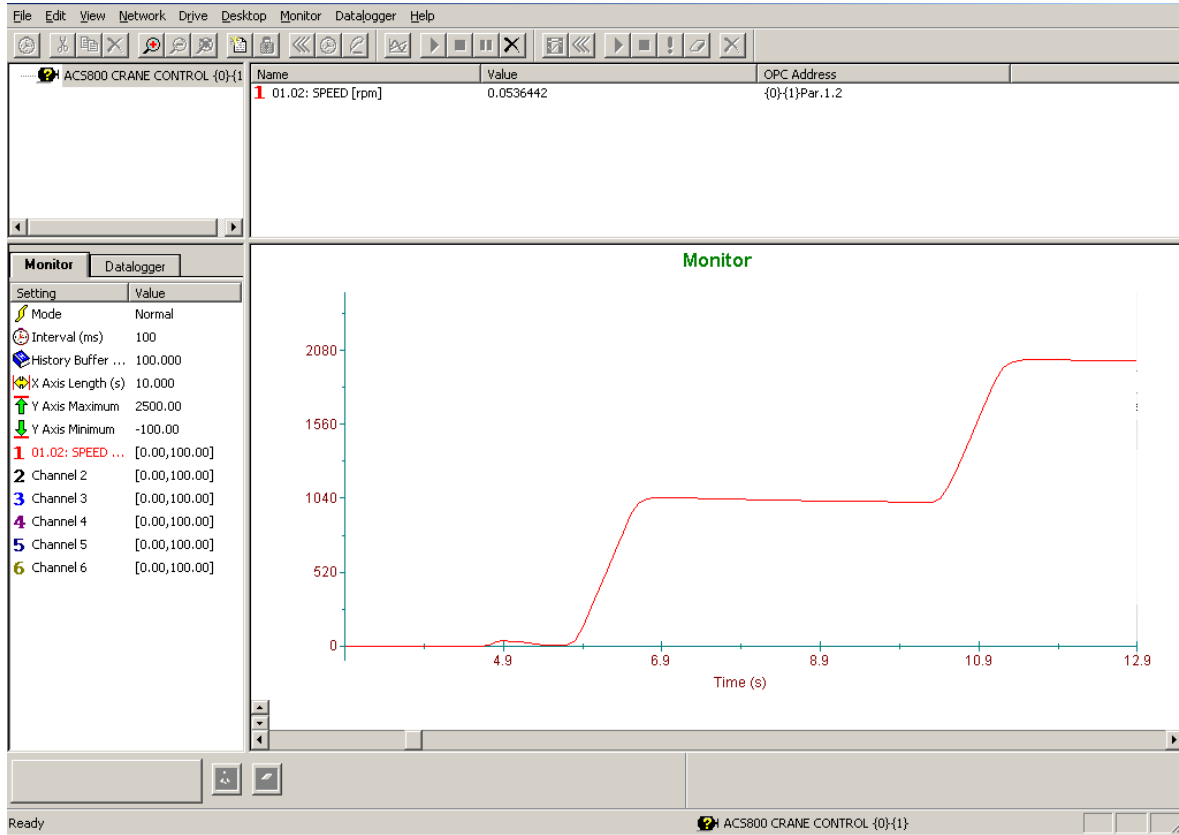 File Edit View Network Drive Desktop Monitor Datalogger Help
ACS800 CRANE CONTROL {0}{1
Name Value OPC Address
1 01.02: SPEED [rpm] 0.0536442 {0}{1}Par.1.2
Monitor Datalogger
Setting Value
Mode Normal
Interval (ms) 100
History Buffer ... 100.000
X Axis Length (s) 10.000
Y Axis Maximum 2500.00
Y Axis Minimum -100.00
1 01.02: SPEED ... [0.00,100.00]
2 Channel 2 [0.00,100.00]
3 Channel 3 [0.00,100.00]
4 Channel 4 [0.00,100.00]
5 Channel 5 [0.00,100.00]
6 Channel 6 [0.00,100.00]
Monitor
2080
1560
1040
520
0
4.9 6.9 8.9 10.9 12.9
Time (s)
Ready ACS800 CRANE CONTROL {0}{1}